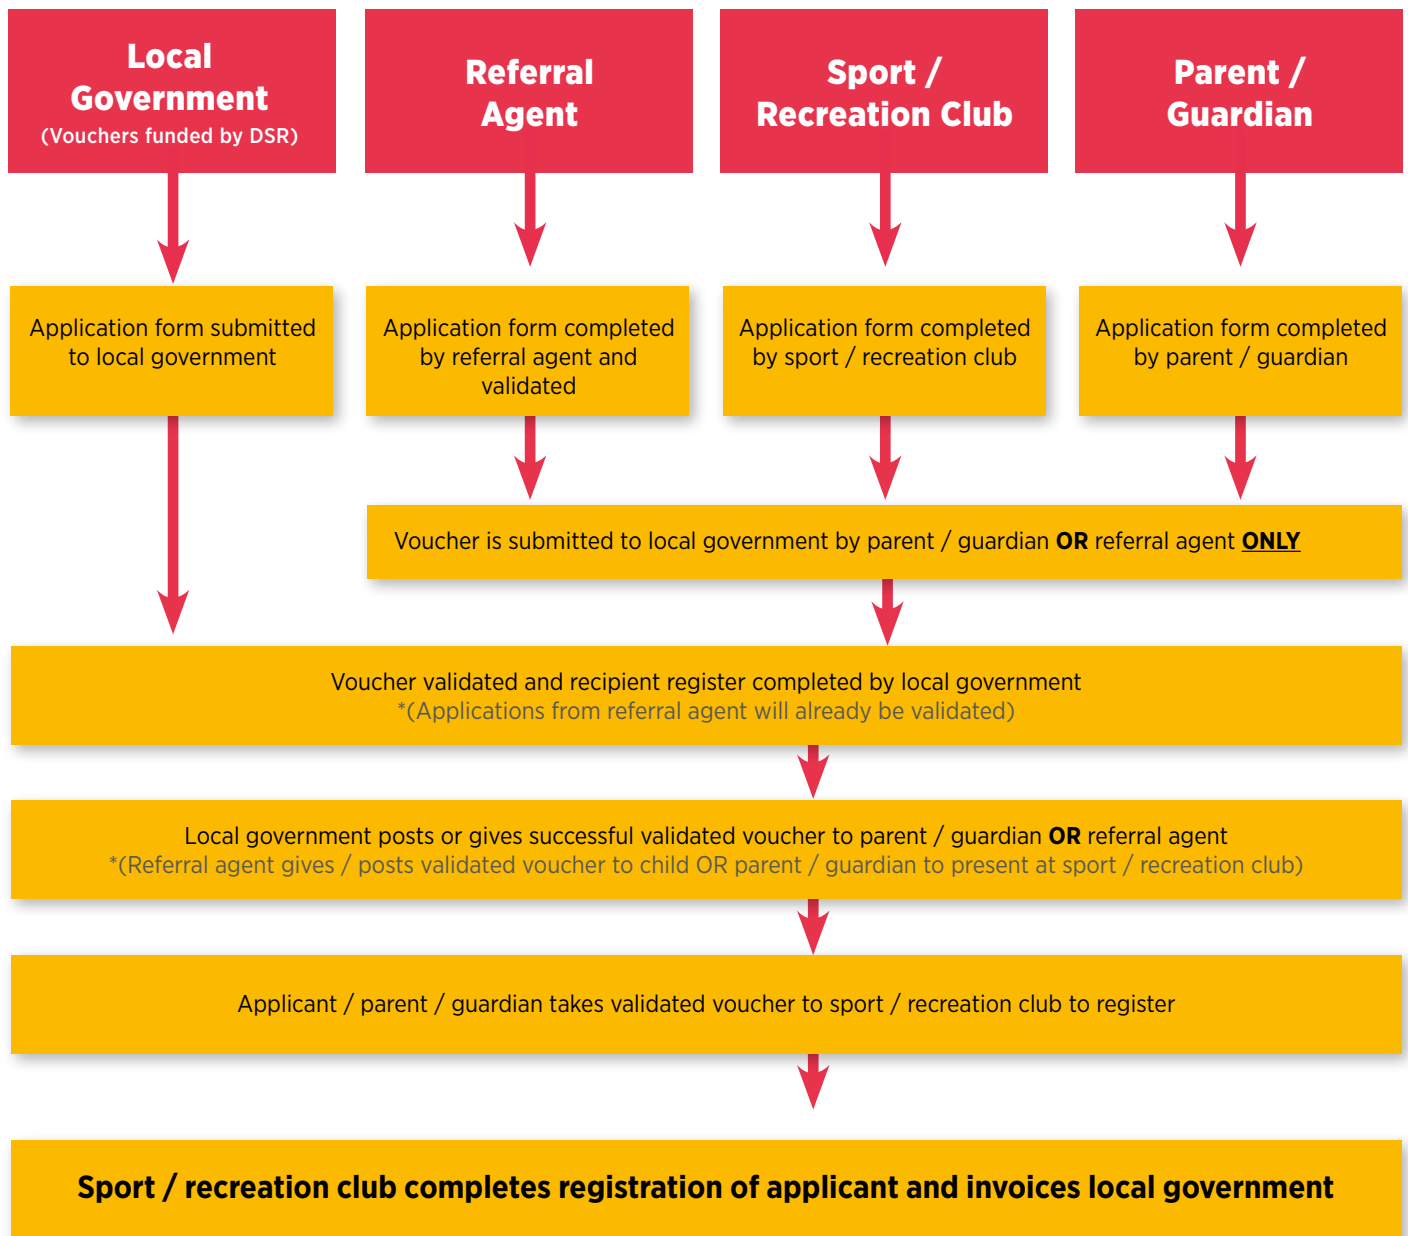 Local
Government
(Vouchers funded by DSR)
Referral
Agent
Sport /
Recreation Club
Parent /
Guardian
Application form submitted
to local government
Application form completed
by referral agent and
validated
Application form completed
by sport / recreation club
Application form completed
by parent / guardian
Voucher is submitted to local government by parent / guardian OR referral agent ONLY
Voucher validated and recipient register completed by local government
*(Applications from referral agent will already be validated)
Local government posts or gives successful validated voucher to parent / guardian OR referral agent
*(Referral agent gives / posts validated voucher to child OR parent / guardian to present at sport / recreation club)
Applicant / parent / guardian takes validated voucher to sport / recreation club to register
Sport / recreation club completes registration of applicant and invoices local government